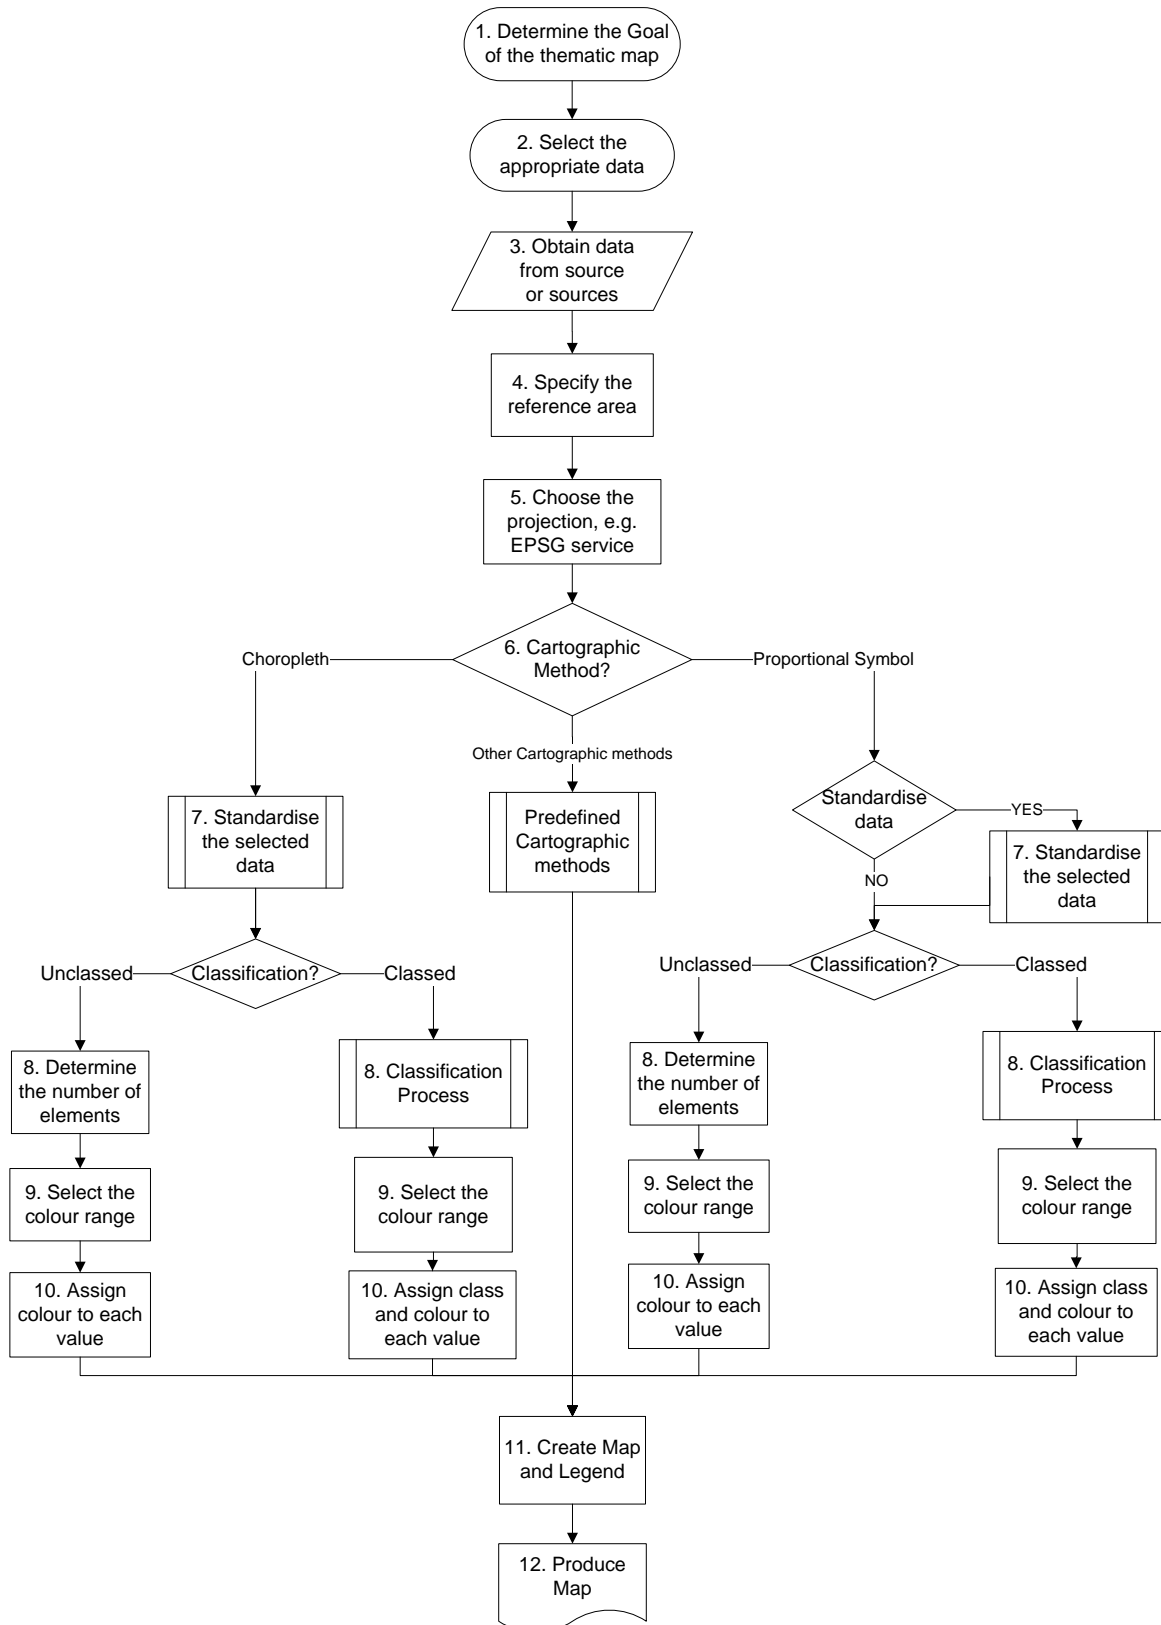 1. Determine the Goal
of the thematic map
2. Select the
appropriate data
3. Obtain data
from source
or sources
4. Specify the
reference area
5. Choose the
projection, e.g.
EPSG service
6. Cartographic
Method?
Choropleth
Proportional Symbol
Other Cartographic methods
7. Standardise
the selected
data
Predefined
Cartographic
methods
Standardise
data
YES
7. Standardise
the selected
data
NO
Classification?
Unclassed
Classed
Classification?
Unclassed
Classed
8. Determine
the number of
elements
8. Classification
Process
8. Determine
the number of
elements
8. Classification
Process
9. Select the
colour range
9. Select the
colour range
9. Select the
colour range
9. Select the
colour range
10. Assign
colour to each
value
10. Assign class
and colour to
each value
10. Assign
colour to each
value
10. Assign class
and colour to
each value
11. Create Map
and Legend
12. Produce
Map